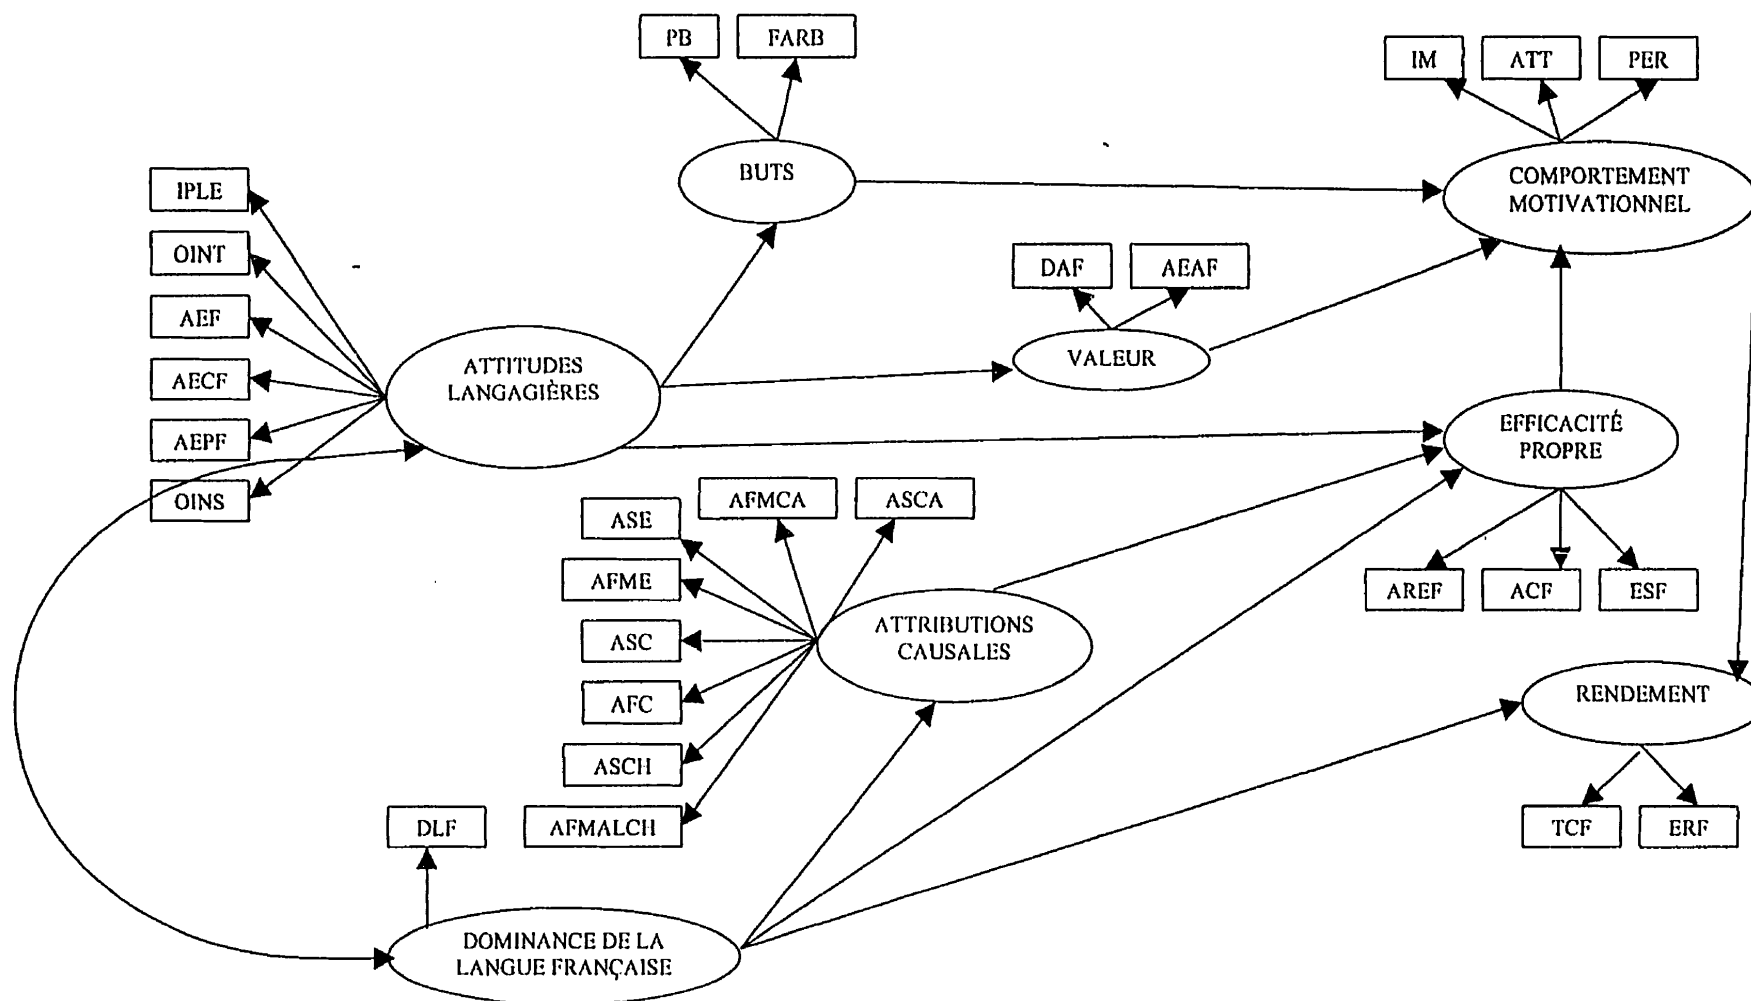 PB
FARB
IM
ATT
PER
BUTS
COMPORTEMENT
MOTIVATIONNEL
IPLE
OINT
AEF
AECF
AEPF
OINS
ATTITUDES
LANGAGIÈRES
DAF
AEAF
VALEUR
EFFICACITÉ
PROPRE
AREF
ACF
ESF
AFMCA
ASCA
ASE
AFME
ASC
AFC
ASCH
AFMALCH
ATTRIBUTIONS
CAUSALES
RENDEMENT
TCF
ERF
DLF
DOMINANCE DE LA
LANGUE FRANÇAISE